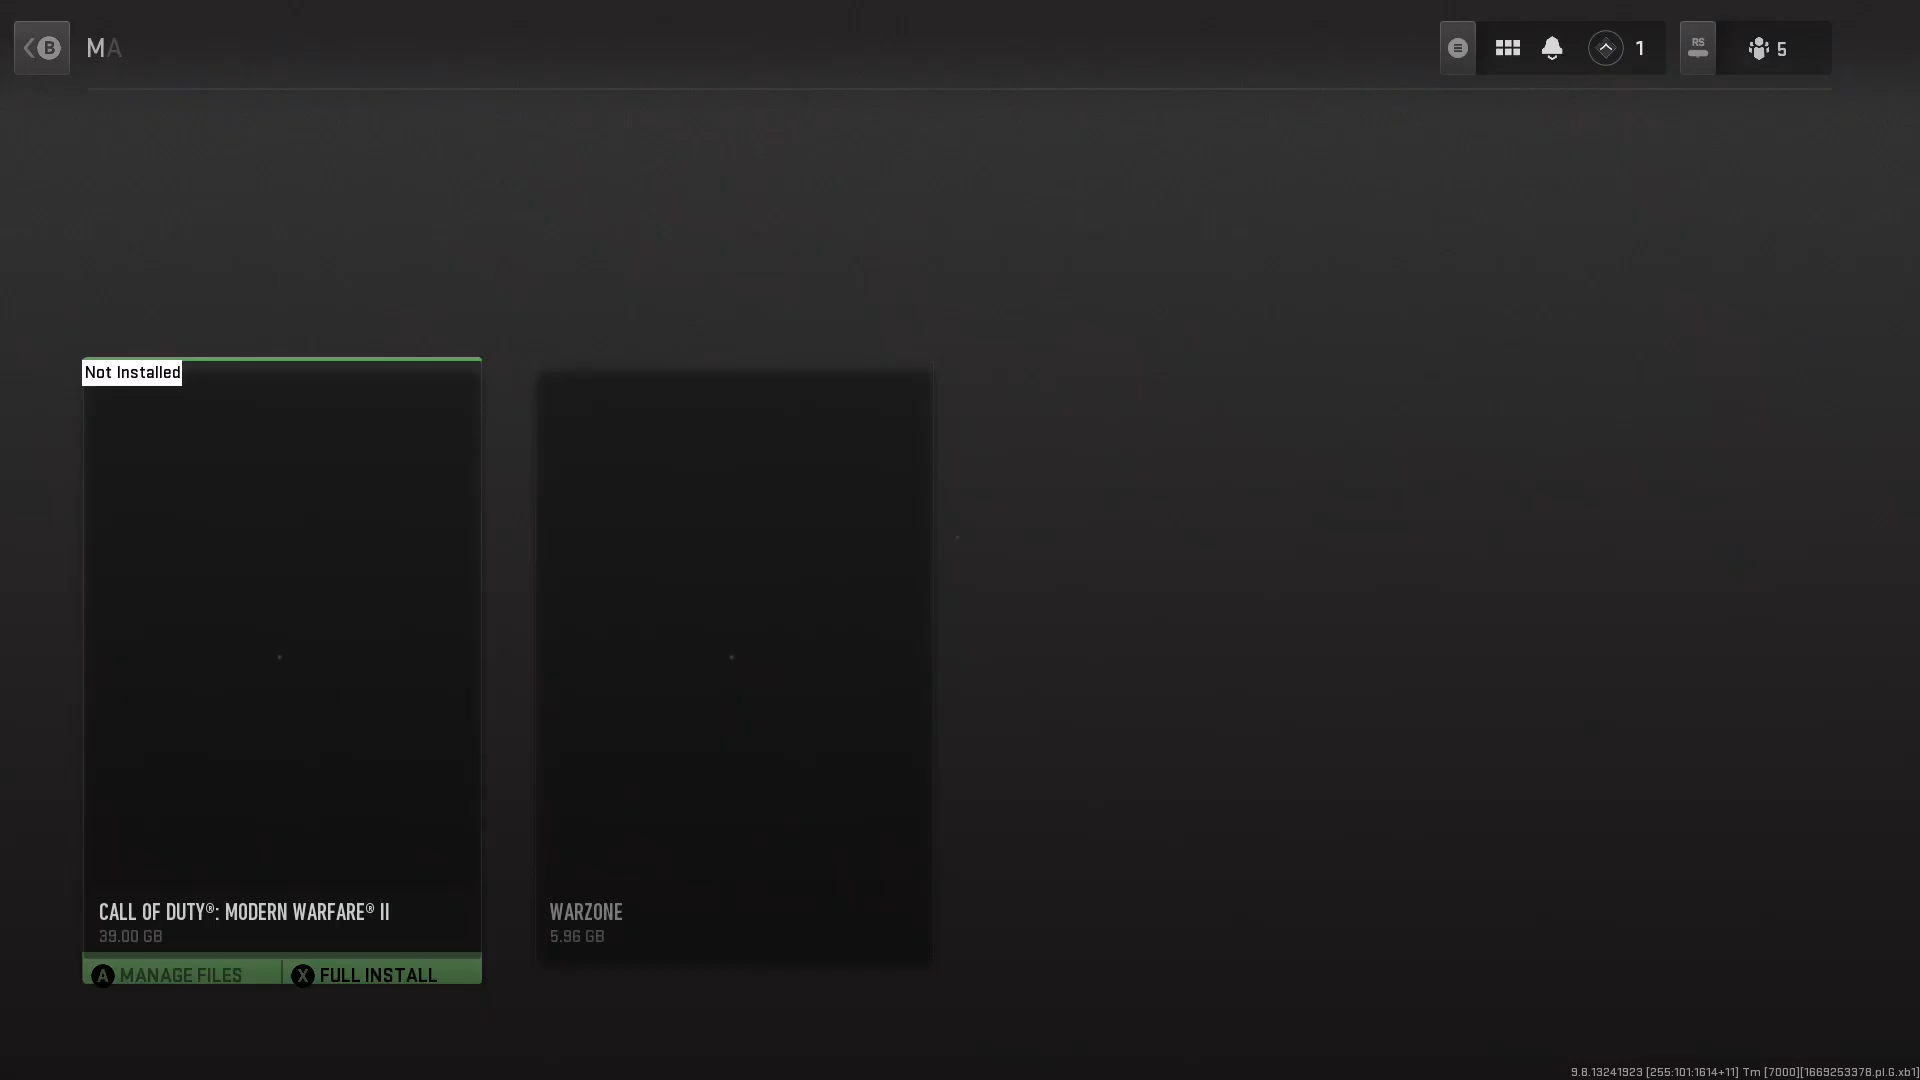 B
MA
1
RS
5
Not Installed
CALL OF DUTY®: MODERN WARFARE® II
39.00 GB
A MANAGE FILES
X FULL INSTALL
WARZONE
5.96 GB
9.8.13241923 [255:101:1614+11] Tm [7000][1669253378.pl.G.xb1]